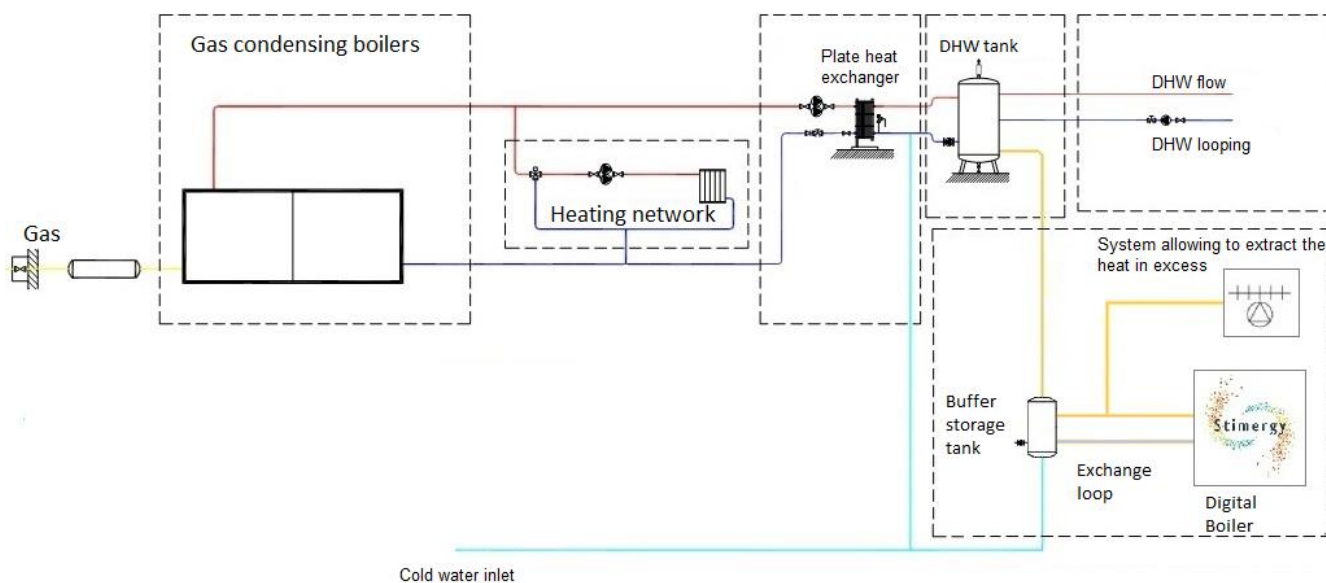 Gas condensing boilers
Plate heat
exchanger
DHW tank
DHW flow
DHW looping
Heating network
Gas
System allowing to extract the
heat in excess
Buffer
storage
tank
Stimergy
Exchange
loop
Digital
Boiler
Cold water inlet